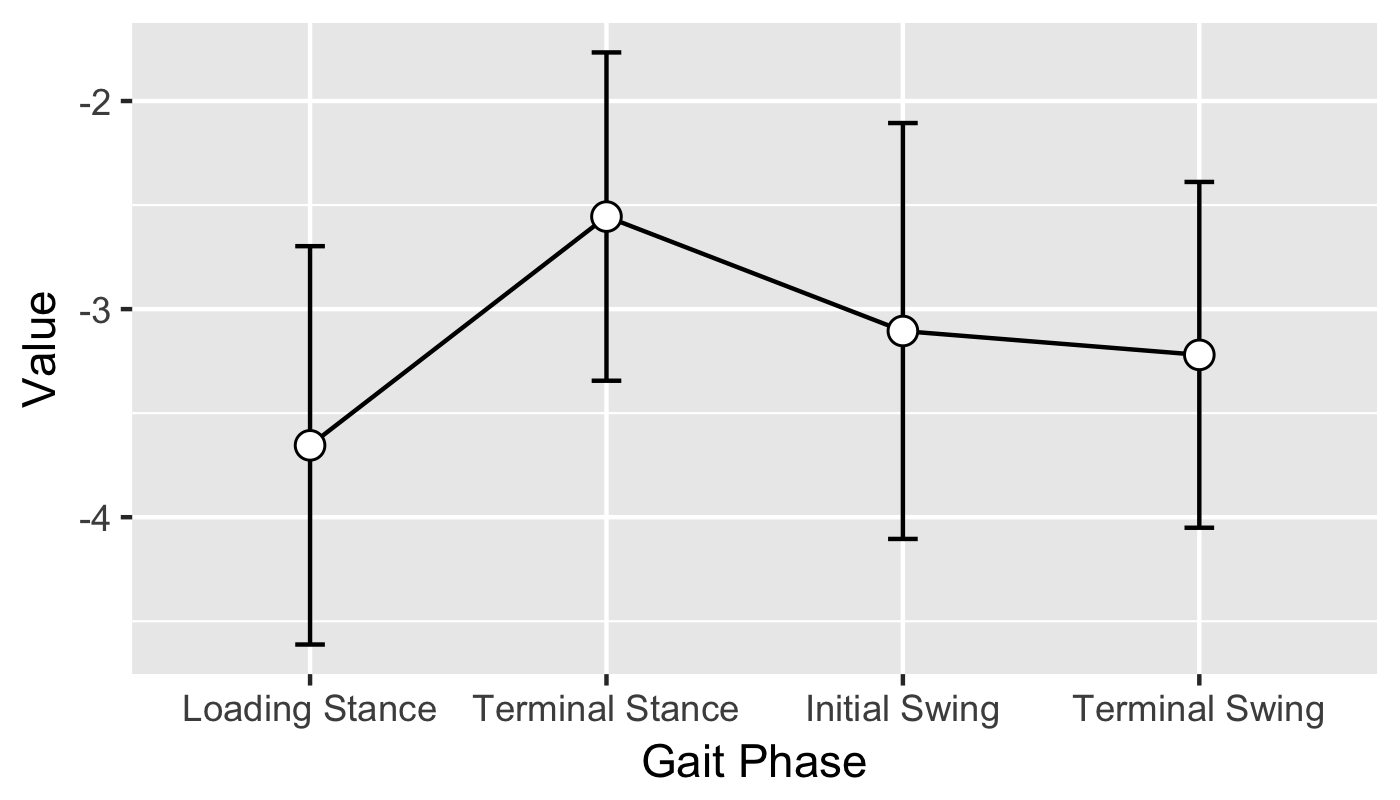 -2
-3
-4
Value
Loading Stance
Terminal Stance
Initial Swing
Terminal Swing
Gait Phase